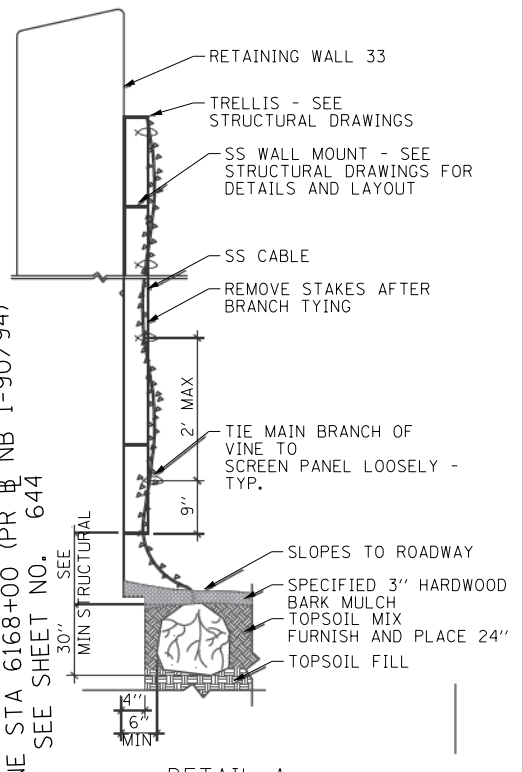 RETAINING WALL 33
TRELLIS - SEE
STRUCTURAL DRAWINGS
SS WALL MOUNT - SEE
STRUCTURAL DRAWINGS FOR
DETAILS AND LAYOUT
SS CABLE
REMOVE STAKES AFTER
BRANCH TYING
2' MAX
TIE MAIN BRANCH OF
VINE TO
SCREEN PANEL LOOSELY -
TYP.
9"
SEE
STRUCTURAL
30"
MIN
SLOPES TO ROADWAY
SPECIFIED 3" HARDWOOD
BARK MULCH
TOPSOIL MIX
FURNISH AND PLACE 24"
TOPSOIL FILL
4"
6"
MIN
STA 6168+00 (PR NB I-90/94)
SEE SHEET NO. 644
DETAIL A